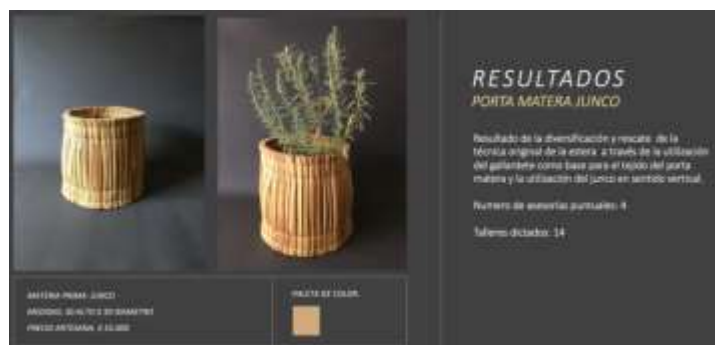 RESULTADOS
PORTA MATERA JUNCO
Resultado de la diversificación y rescate de la
técnica original de la estera a través de la utilización
del gallantete como base para el tejido del porta
matera y la utilización del junco en sentido vertical.
Numero de asesorías puntuales: 4
Talleres dictados: 14
MATERIA PRIMA: JUNCO
PALETE DE COLOR.